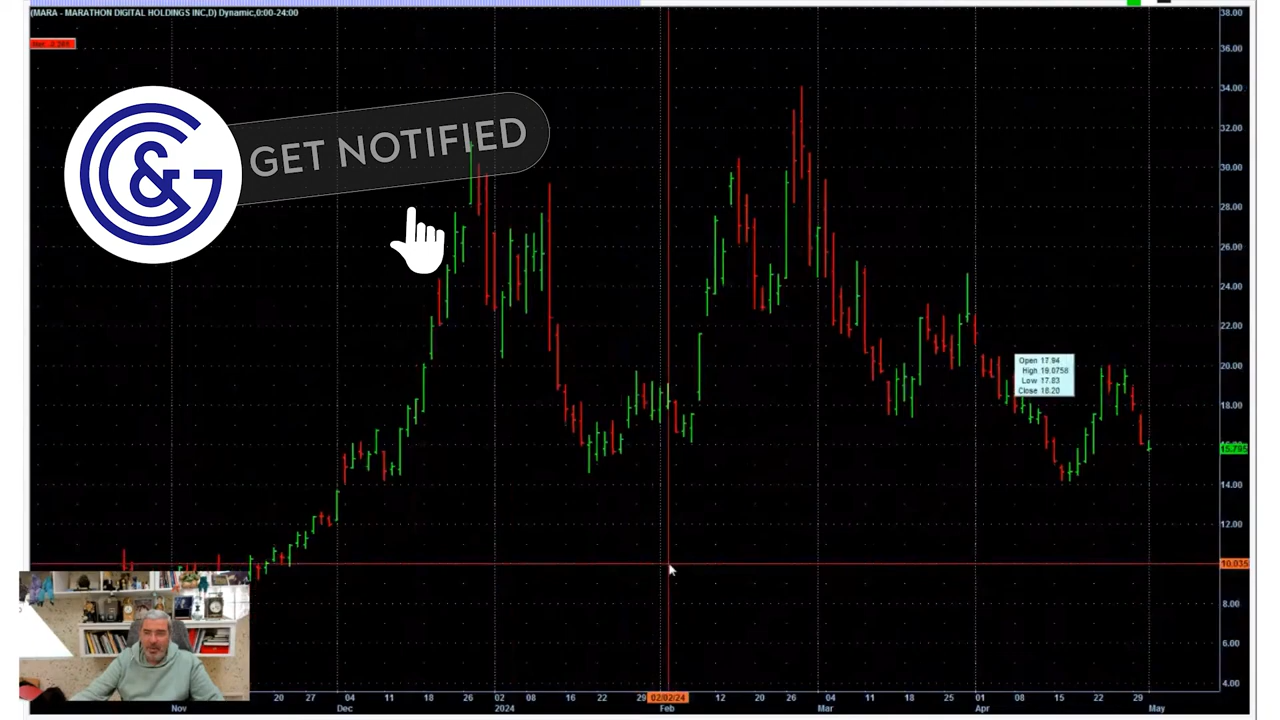 (MARA - MARATHON DIGITAL HOLDINGS INC,D) Dynamic,0:00-24:00
C&G
GET NOTIFIED
38.00
36.00
34.00
32.00
30.00
28.00
26.00
24.00
22.00
20.00
18.00
15.795
14.00
12.00
10.035
8.00
6.00
4.00
Open 17.94
High 19.0758
Low 17.83
Close 18.20
20 27 04 11 18 26 02 08 16 22 29 02/02/24 12 20 26 04 11 18 25 01 08 15 22 29
Nov Dec 2024 Feb Mar Apr May